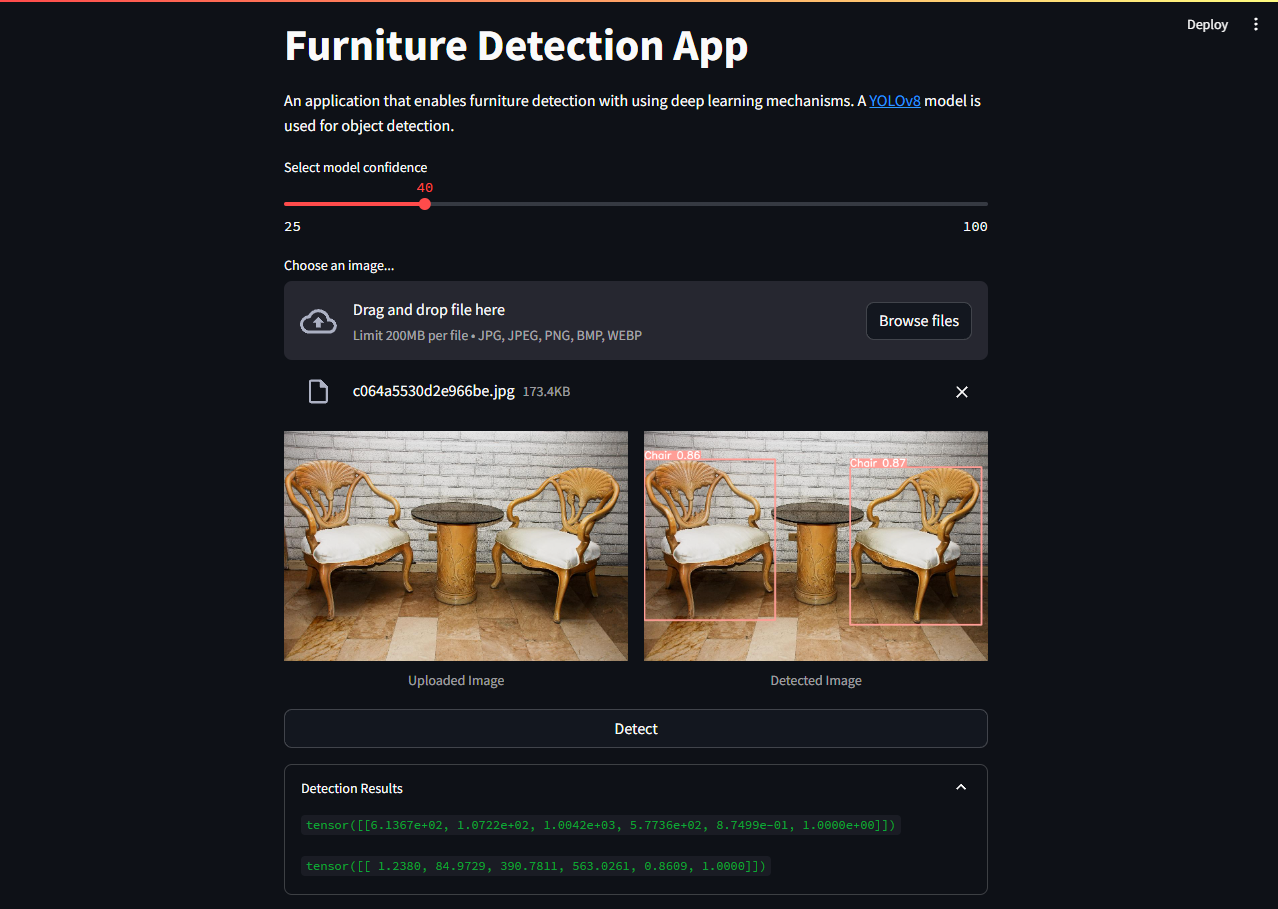 Deploy
Furniture Detection App
An application that enables furniture detection with using deep learning mechanisms. A YOLOv8 model is
used for object detection.
Select model confidence
40
25 100
Choose an image...
Drag and drop file here
Limit 200MB per file • JPG, JPEG, PNG, BMP, WEBP
Browse files
c064a5530d2e966be.jpg 173.4KB
Chair 0.86
Chair 0.87
Uploaded Image
Detected Image
Detect
Detection Results
tensor([[6.1367e+02, 1.0722e+02, 1.0042e+03, 5.7736e+02, 8.7499e-01, 1.0000e+00]])
tensor([[ 1.2380, 84.9729, 390.7811, 563.0261, 0.8609, 1.0000]])